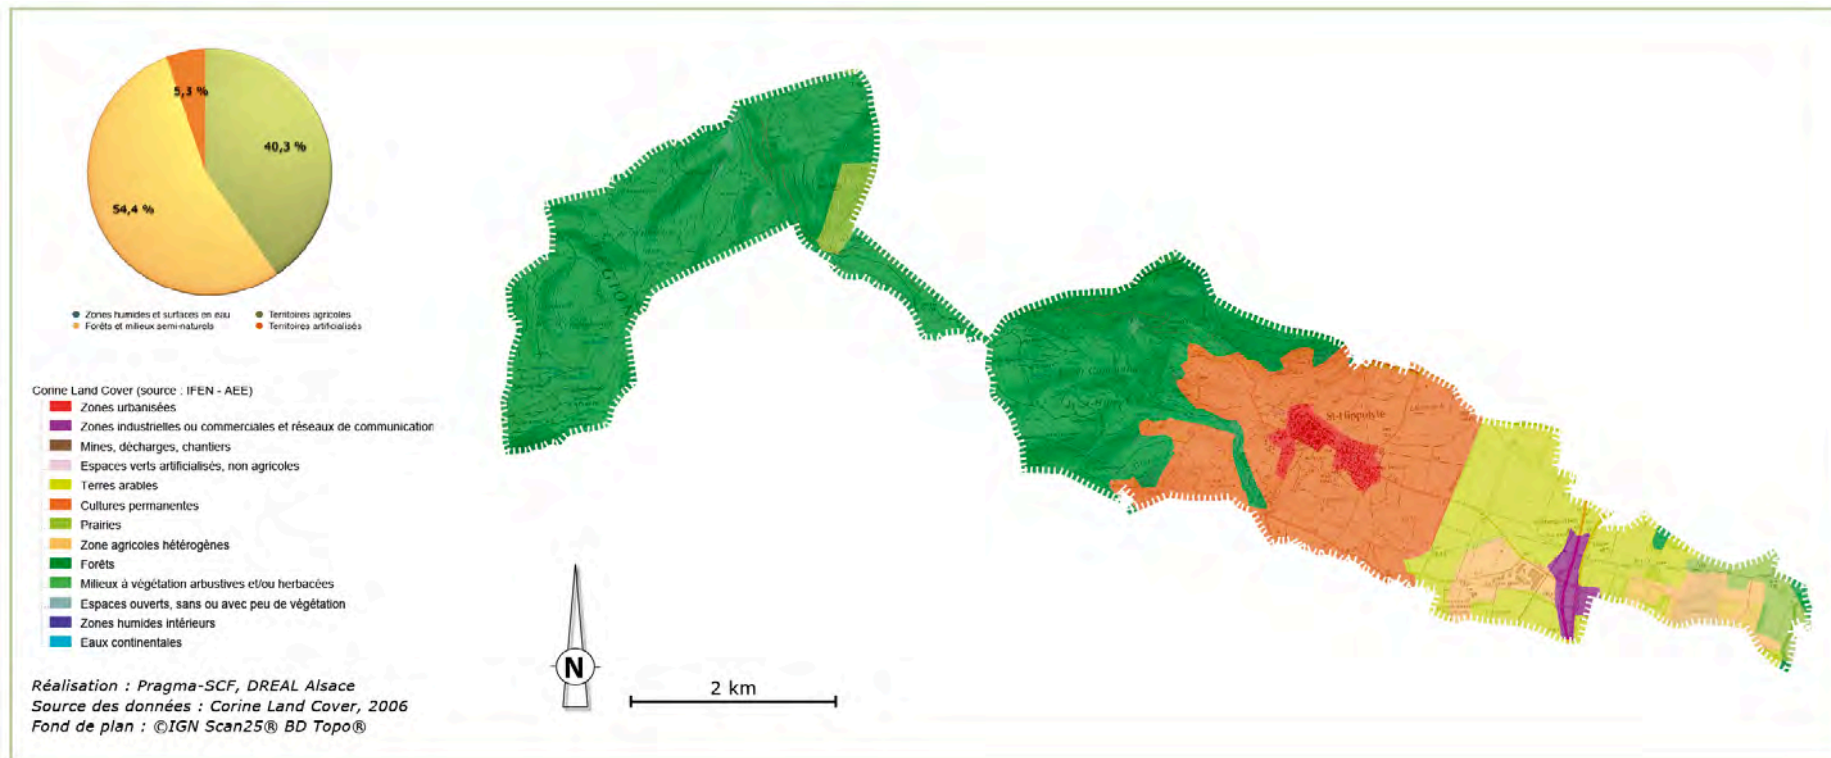 5,3 %
40,3 %
54,4 %
Zones humides et surfaces en eau
Territoires agricoles
Forêts et milieux semi-naturels
Territoires artificialisés
Corine Land Cover (source : IFEN - AEE)
Zones urbanisées
Zones industrielles ou commerciales et réseaux de communication
Mines, décharges, chantiers
Espaces verts artificialisés, non agricoles
Terres arables
Cultures permanentes
Prairies
Zone agricoles hétérogènes
Forêts
Milieux à végétation arbustives et/ou herbacées
Espaces ouverts, sans ou avec peu de végétation
Zones humides intérieurs
Eaux continentales
St-Hippolyte
N
2 km
Réalisation : Pragma-SCF, DREAL Alsace
Source des données : Corine Land Cover, 2006
Fond de plan : ©IGN Scan25® BD Topo®